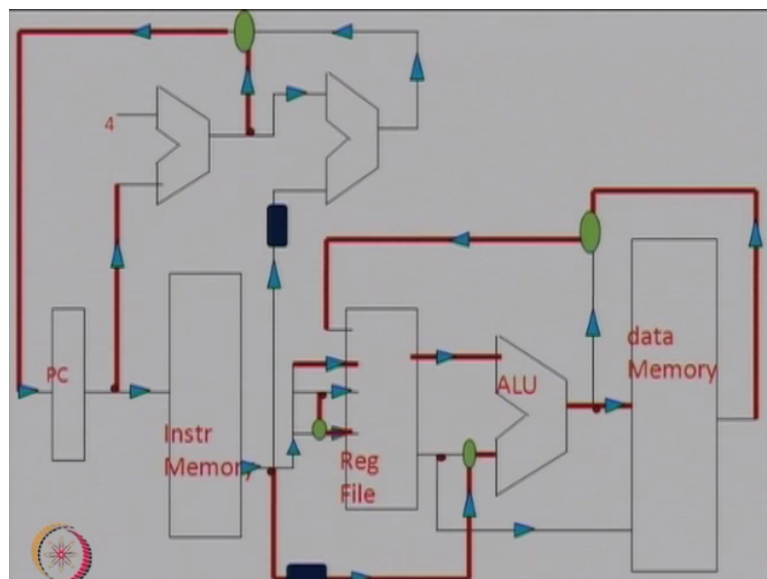 4
PC
Instr
Memory
Reg
File
ALU
data
Memory